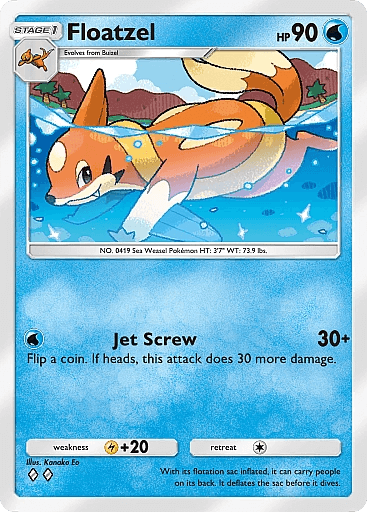 STAGE 1 Floatzel HP 90
Evolves from Buizel
NO. 0419 Sea Weasel Pokémon HT: 3'7" WT: 73.9 lbs.
Jet Screw 30+
Flip a coin. If heads, this attack does 30 more damage.
weakness +20 retreat
Illus. Kanako Eo
With its flotation sac inflated, it can carry people
on its back. It deflates the sac before it dives.